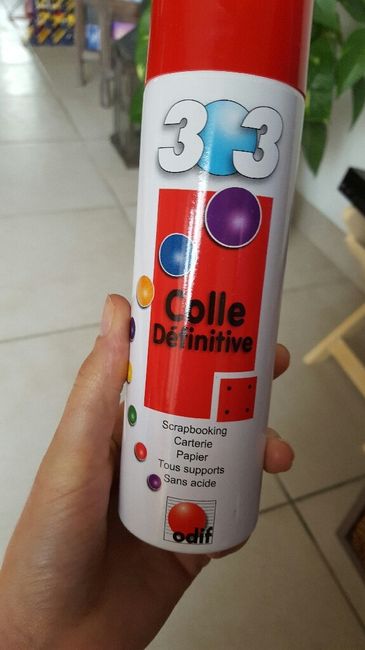 303
Colle
Définitive
Scrapbooking
Carterie
Papier
Tous supports
Sans acide
odif